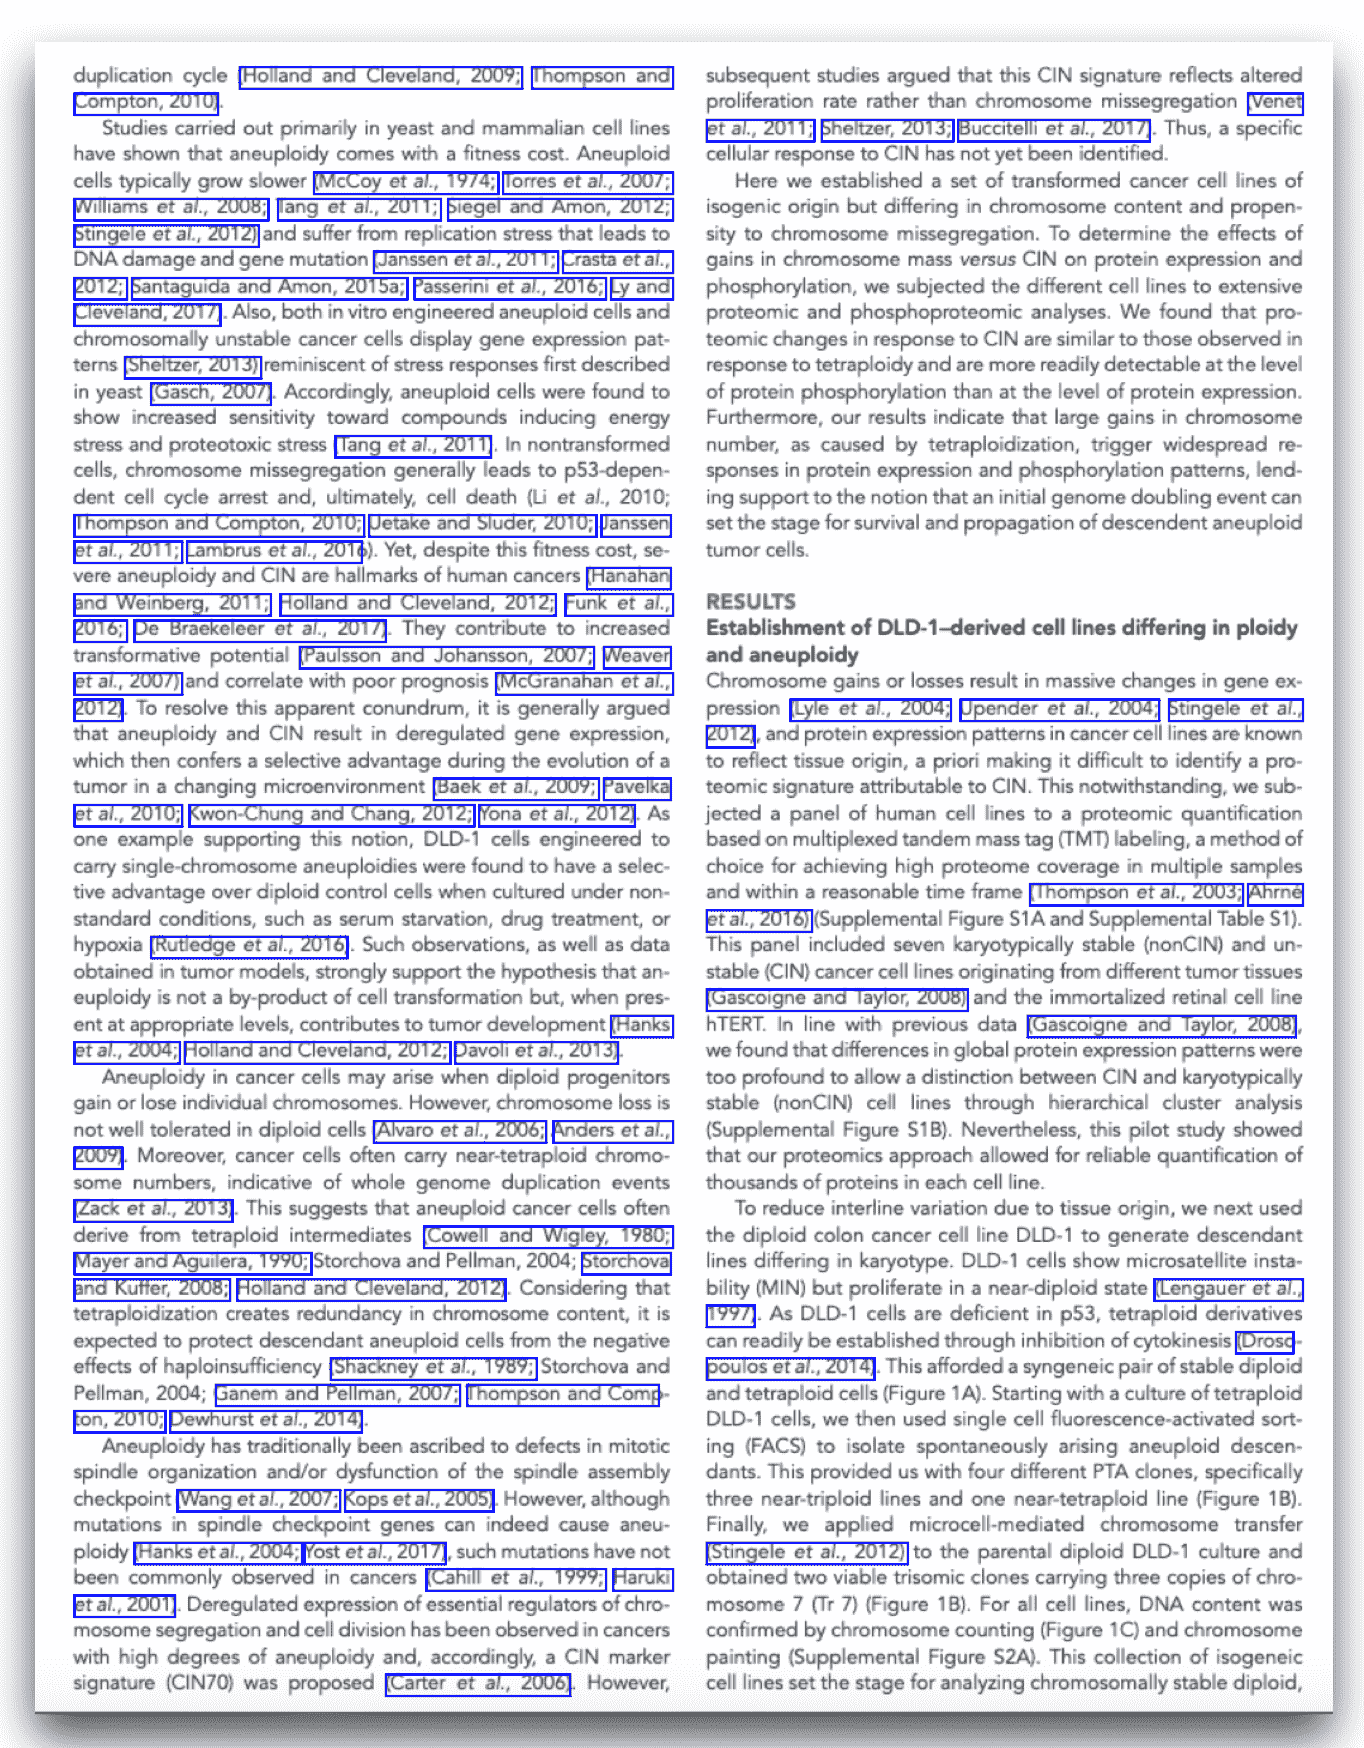 duplication cycle (Holland and Cleveland, 2009; Thompson and
Compton, 2010).
Studies carried out primarily in yeast and mammalian cell lines
have shown that aneuploidy comes with a fitness cost. Aneuploid
cells typically grow slower (McCoy et al., 1974; Torres et al., 2007;
Williams et al., 2008; Tang et al., 2011; Siegel and Amon, 2012;
Stingele et al., 2012) and suffer from replication stress that leads to
DNA damage and gene mutation (Janssen et al., 2011; Crasta et al.,
2012; Santaguida and Amon, 2015a; Passerini et al., 2016; Ly and
Cleveland, 2017). Also, both in vitro engineered aneuploid cells and
chromosomally unstable cancer cells display gene expression pat-
terns (Sheltzer, 2013) reminiscent of stress responses first described
in yeast (Gasch, 2007). Accordingly, aneuploid cells were found to
show increased sensitivity toward compounds inducing energy
stress and proteotoxic stress (Tang et al., 2011). In nontransformed
cells, chromosome missegregation generally leads to p53-depen-
dent cell cycle arrest and, ultimately, cell death (Li et al., 2010;
Thompson and Compton, 2010; Uetake and Sluder, 2010; Janssen
et al., 2011; Lambrus et al., 2016). Yet, despite this fitness cost, se-
vere aneuploidy and CIN are hallmarks of human cancers (Hanahan
and Weinberg, 2011; Holland and Cleveland, 2012; Funk et al.,
2016; De Braekeleer et al., 2017). They contribute to increased
transformative potential (Paulsson and Johansson, 2007; Weaver
et al., 2007) and correlate with poor prognosis (McGranahan et al.,
2012). To resolve this apparent conundrum, it is generally argued
that aneuploidy and CIN result in deregulated gene expression,
which then confers a selective advantage during the evolution of a
tumor in a changing microenvironment (Baek et al., 2009; Pavelka
et al., 2010; Kwon-Chung and Chang, 2012; Yona et al., 2012). As
one example supporting this notion, DLD-1 cells engineered to
carry single-chromosome aneuploidies were found to have a selec-
tive advantage over diploid control cells when cultured under non-
standard conditions, such as serum starvation, drug treatment, or
hypoxia (Rutledge et al., 2016). Such observations, as well as data
obtained in tumor models, strongly support the hypothesis that an-
euploidy is not a by-product of cell transformation but, when pres-
ent at appropriate levels, contributes to tumor development (Hanks
et al., 2004; Holland and Cleveland, 2012; Davoli et al., 2013).
Aneuploidy in cancer cells may arise when diploid progenitors
gain or lose individual chromosomes. However, chromosome loss is
not well tolerated in diploid cells (Alvaro et al., 2006; Anders et al.,
2009). Moreover, cancer cells often carry near-tetraploid chromo-
some numbers, indicative of whole genome duplication events
(Zack et al., 2013). This suggests that aneuploid cancer cells often
derive from tetraploid intermediates (Cowell and Wigley, 1980;
Mayer and Aguilera, 1990; Storchova and Pellman, 2004; Storchova
and Kuffer, 2008; Holland and Cleveland, 2012). Considering that
tetraploidization creates redundancy in chromosome content, it is
expected to protect descendant aneuploid cells from the negative
effects of haploinsufficiency (Shackney et al., 1989; Storchova and
Pellman, 2004; Ganem and Pellman, 2007; Thompson and Comp-
ton, 2010; Dewhurst et al., 2014).
Aneuploidy has traditionally been ascribed to defects in mitotic
spindle organization and/or dysfunction of the spindle assembly
checkpoint (Wang et al., 2007; Kops et al., 2005). However, although
mutations in spindle checkpoint genes can indeed cause aneu-
ploidy (Hanks et al., 2004; Yost et al., 2017), such mutations have not
been commonly observed in cancers (Cahill et al., 1999; Haruki
et al., 2001). Deregulated expression of essential regulators of chro-
mosome segregation and cell division has been observed in cancers
with high degrees of aneuploidy and, accordingly, a CIN marker
signature (CIN70) was proposed (Carter et al., 2006). However,
subsequent studies argued that this CIN signature reflects altered
proliferation rate rather than chromosome missegregation (Venet
et al., 2011; Sheltzer, 2013; Buccitelli et al., 2017). Thus, a specific
cellular response to CIN has not yet been identified.
Here we established a set of transformed cancer cell lines of
isogenic origin but differing in chromosome content and propen-
sity to chromosome missegregation. To determine the effects of
gains in chromosome mass versus CIN on protein expression and
phosphorylation, we subjected the different cell lines to extensive
proteomic and phosphoproteomic analyses. We found that pro-
teomic changes in response to CIN are similar to those observed in
response to tetraploidy and are more readily detectable at the level
of protein phosphorylation than at the level of protein expression.
Furthermore, our results indicate that large gains in chromosome
number, as caused by tetraploidization, trigger widespread re-
sponses in protein expression and phosphorylation patterns, lend-
ing support to the notion that an initial genome doubling event can
set the stage for survival and propagation of descendent aneuploid
tumor cells.
RESULTS
Establishment of DLD-1–derived cell lines differing in ploidy
and aneuploidy
Chromosome gains or losses result in massive changes in gene ex-
pression (Lyle et al., 2004; Upender et al., 2004; Stingele et al.,
2012), and protein expression patterns in cancer cell lines are known
to reflect tissue origin, a priori making it difficult to identify a pro-
teomic signature attributable to CIN. This notwithstanding, we sub-
jected a panel of human cell lines to a proteomic quantification
based on multiplexed tandem mass tag (TMT) labeling, a method of
choice for achieving high proteome coverage in multiple samples
and within a reasonable time frame (Thompson et al., 2003; Ahrné
et al., 2016) (Supplemental Figure S1A and Supplemental Table S1).
This panel included seven karyotypically stable (nonCIN) and un-
stable (CIN) cancer cell lines originating from different tumor tissues
(Gascoigne and Taylor, 2008) and the immortalized retinal cell line
hTERT. In line with previous data (Gascoigne and Taylor, 2008),
we found that differences in global protein expression patterns were
too profound to allow a distinction between CIN and karyotypically
stable (nonCIN) cell lines through hierarchical cluster analysis
(Supplemental Figure S1B). Nevertheless, this pilot study showed
that our proteomics approach allowed for reliable quantification of
thousands of proteins in each cell line.
To reduce interline variation due to tissue origin, we next used
the diploid colon cancer cell line DLD-1 to generate descendant
lines differing in karyotype. DLD-1 cells show microsatellite insta-
bility (MIN) but proliferate in a near-diploid state (Lengauer et al.,
1997). As DLD-1 cells are deficient in p53, tetraploid derivatives
can readily be established through inhibition of cytokinesis (Droso-
poulos et al., 2014). This afforded a syngeneic pair of stable diploid
and tetraploid cells (Figure 1A). Starting with a culture of tetraploid
DLD-1 cells, we then used single cell fluorescence-activated sort-
ing (FACS) to isolate spontaneously arising aneuploid descen-
dants. This provided us with four different PTA clones, specifically
three near-triploid lines and one near-tetraploid line (Figure 1B).
Finally, we applied microcell-mediated chromosome transfer
(Stingele et al., 2012) to the parental diploid DLD-1 culture and
obtained two viable trisomic clones carrying three copies of chro-
mosome 7 (Tr 7) (Figure 1B). For all cell lines, DNA content was
confirmed by chromosome counting (Figure 1C) and chromosome
painting (Supplemental Figure S2A). This collection of isogeneic
cell lines set the stage for analyzing chromosomally stable diploid,